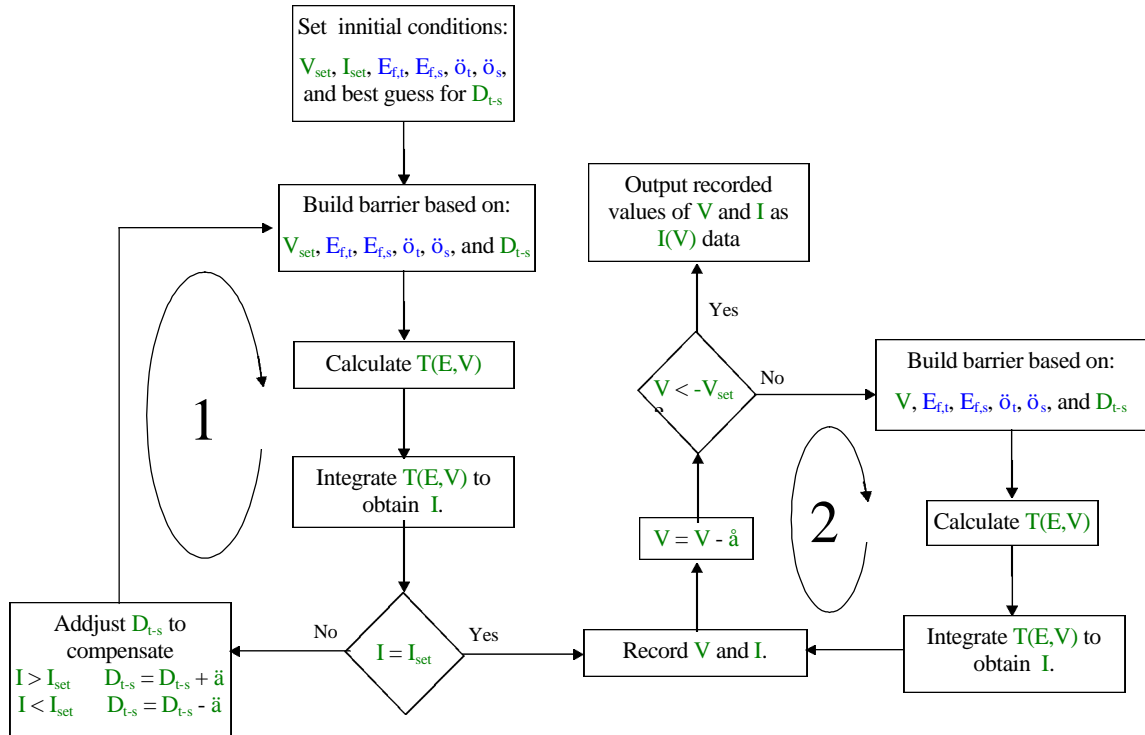 Set innitial conditions:
Vset, Iset, Ef,t, Ef,s, öt, ös,
and best guess for Dt-s
Build barrier based on:
Vset, Ef,t, Ef,s, öt, ös, and Dt-s
Calculate T(E,V)
1
Integrate T(E,V) to
obtain I.
I = Iset
No
Yes
Addjust Dt-s to
compensate
I > Iset Dt-s = Dt-s + ä
I < Iset Dt-s = Dt-s - ä
Record V and I.
V = V - å
V < -Vset
?
Yes
No
Output recorded
values of V and I as
I(V) data
Build barrier based on:
V, Ef,t, Ef,s, öt, ös, and Dt-s
2
Calculate T(E,V)
Integrate T(E,V) to
obtain I.